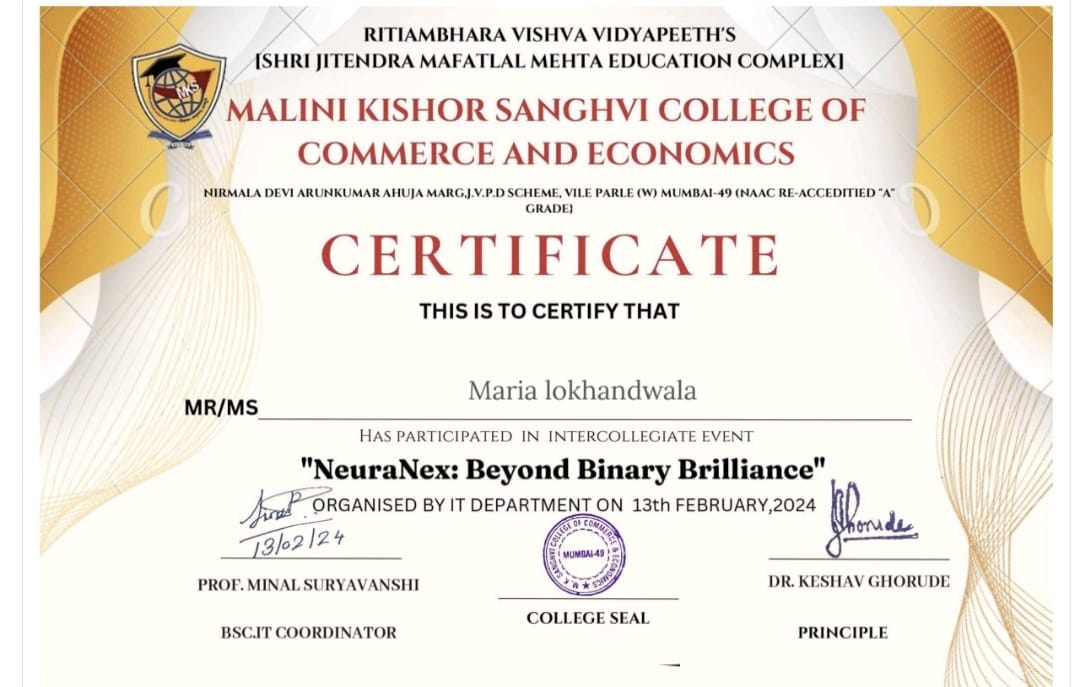 RITIAMBHARA VISHVA VIDYAPEETH'S
[SHRI JITENDRA MAFATLAL MEHTA EDUCATION COMPLEX]
MKS
MALINI KISHOR SANGHVI COLLEGE OF
COMMERCE AND ECONOMICS
NIRMALA DEVI ARUNKUMAR AHUJA MARG,J.V.P.D SCHEME, VILE PARLE (W) MUMBAI-49 (NAAC RE-ACCEDITIED "A"
GRADE)
CERTIFICATE
THIS IS TO CERTIFY THAT
Maria lokhandwala
MR/MS
HAS PARTICIPATED IN INTERCOLLEGIATE EVENT
"NeuraNex: Beyond Binary Brilliance"
ORGANISED BY IT DEPARTMENT ON 13th FEBRUARY,2024
13/02/24
M. K. SANGHVI COLLEGE OF COMMERCE & ECONOMICS
MUMBAI-49
PROF. MINAL SURYAVANSHI
DR. KESHAV GHORUDE
COLLEGE SEAL
BSC.IT COORDINATOR
PRINCIPLE